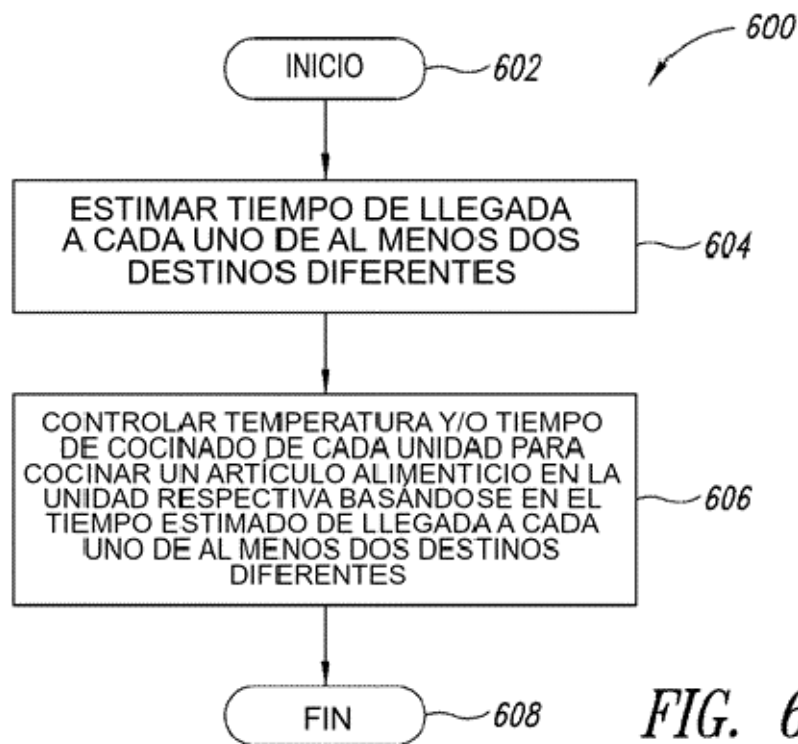 600
INICIO
602
ESTIMAR TIEMPO DE LLEGADA
A CADA UNO DE AL MENOS DOS
DESTINOS DIFERENTES
604
CONTROLAR TEMPERATURA Y/O TIEMPO
DE COCINADO DE CADA UNIDAD PARA
COCINAR UN ARTÍCULO ALIMENTICIO EN LA
UNIDAD RESPECTIVA BASÁNDOSE EN EL
TIEMPO ESTIMADO DE LLEGADA A CADA
UNO DE AL MENOS DOS DESTINOS
DIFERENTES
606
FIN
608
FIG. 6